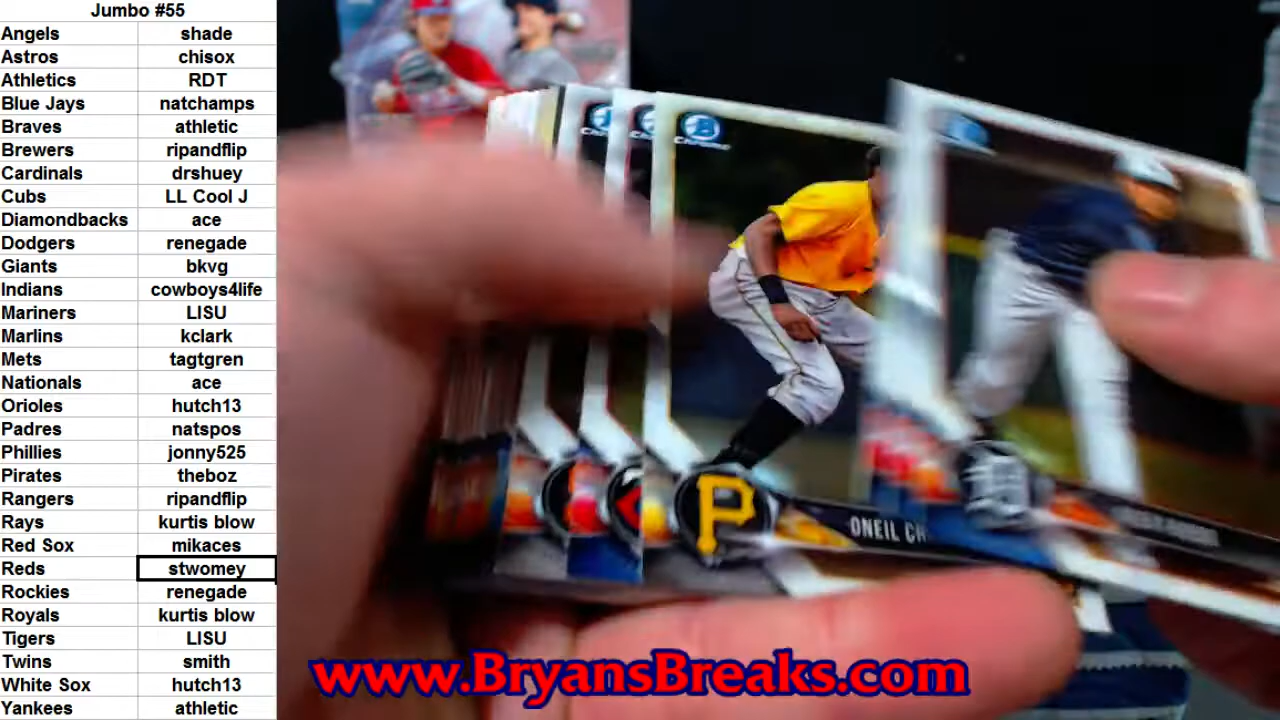 Jumbo #55
Angels shade
Astros chisox
Athletics RDT
Blue Jays natchamps
Braves athletic
Brewers ripandflip
Cardinals drshuey
Cubs LL Cool J
Diamondbacks ace
Dodgers renegade
Giants bkvg
Indians cowboys4life
Mariners LISU
Marlins kclark
Mets tagtgren
Nationals ace
Orioles hutch13
Padres natspos
Phillies jonny525
Pirates theboz
Rangers ripandflip
Rays kurtis blow
Red Sox mikaces
Reds stwomey
Rockies renegade
Royals kurtis blow
Tigers LISU
Twins smith
White Sox hutch13
Yankees athletic
Chrome
P
ONEIL
www.BryansBreaks.com